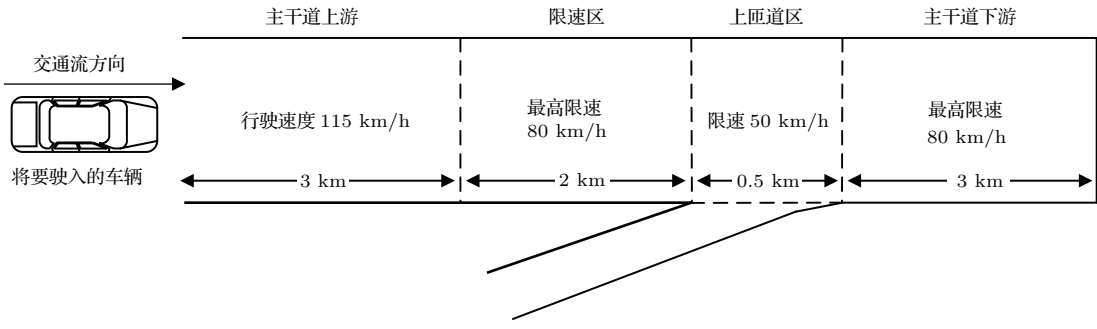 主干道上游
限速区
上匝道区
主干道下游
交通流方向
将要驶入的车辆
行驶速度 115 km/h
最高限速
80 km/h
限速 50 km/h
最高限速
80 km/h
3 km
2 km
0.5 km
3 km